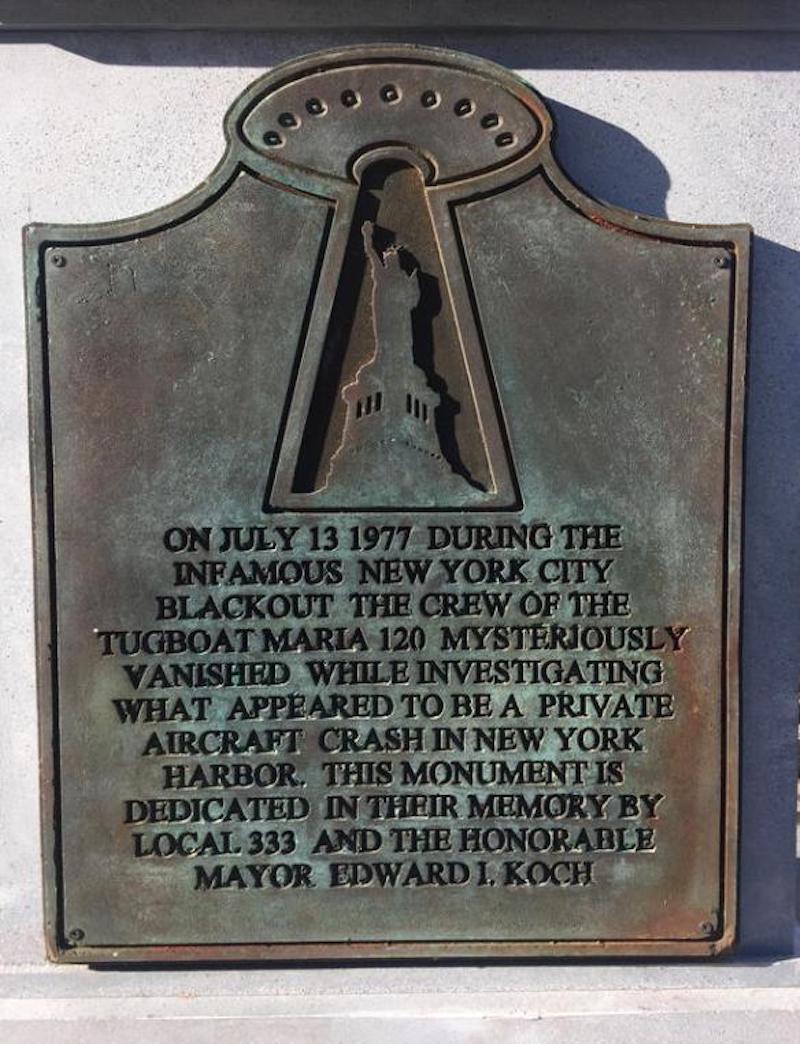 ON JULY 13 1977 DURING THE
INFAMOUS NEW YORK CITY
BLACKOUT THE CREW OF THE
TUGBOAT MARIA 120 MYSTERIOUSLY
VANISHED WHILE INVESTIGATING
WHAT APPEARED TO BE A PRIVATE
AIRCRAFT CRASH IN NEW YORK
HARBOR. THIS MONUMENT IS
DEDICATED IN THEIR MEMORY BY
LOCAL 333 AND THE HONORABLE
MAYOR EDWARD I. KOCH